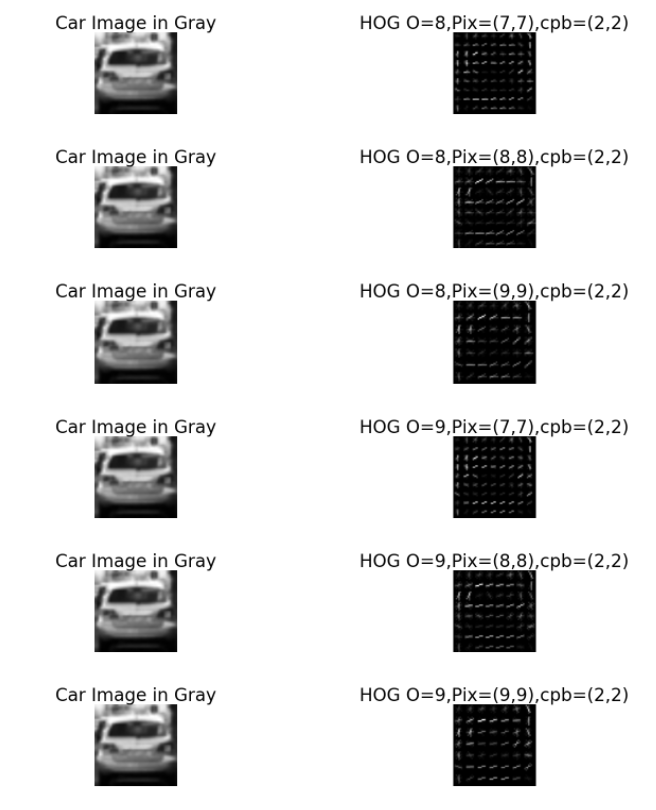 Car Image in Gray
HOG O=8,Pix=(7,7),cpb=(2,2)
Car Image in Gray
HOG O=8,Pix=(8,8),cpb=(2,2)
Car Image in Gray
HOG O=8,Pix=(9,9),cpb=(2,2)
Car Image in Gray
HOG O=9,Pix=(7,7),cpb=(2,2)
Car Image in Gray
HOG O=9,Pix=(8,8),cpb=(2,2)
Car Image in Gray
HOG O=9,Pix=(9,9),cpb=(2,2)